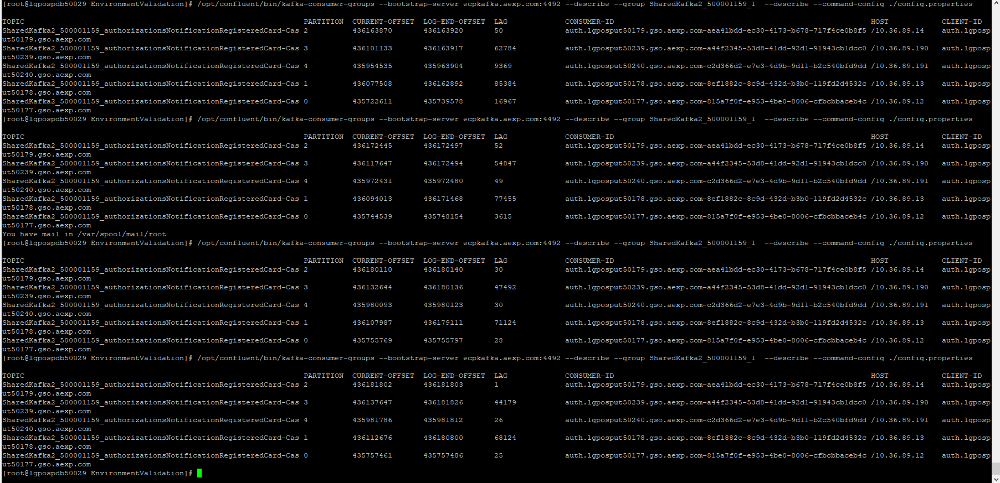 [root@lgpospdb50029 EnvironmentValidation]# /opt/confluent/bin/kafka-consumer-groups --bootstrap-server ecpkafka.aexp.com:4492 --describe --group SharedKafka2_500001159_1  --describe --command-config ./config.properties
TOPIC PARTITION CURRENT-OFFSET LOG-END-OFFSET LAG CONSUMER-ID HOST CLIENT-ID
SharedKafka2_500001159_authorizationsNotificationRegisteredCard-Cas 2 436163870 436163920 50 auth.lgposput50179.gso.aexp.com-aea41bdd-ec30-4173-b678-717f4ce0b8f5 /10.36.89.14 auth.lgposp
ut50179.gso.aexp.com
SharedKafka2_500001159_authorizationsNotificationRegisteredCard-Cas 3 436101133 436163917 62784 auth.lgposput50239.gso.aexp.com-a44f2345-53d8-41dd-92d1-91943cb1dcc0 /10.36.89.190 auth.lgposp
ut50239.gso.aexp.com
SharedKafka2_500001159_authorizationsNotificationRegisteredCard-Cas 4 435954535 435963904 9369 auth.lgposput50240.gso.aexp.com-c2d366d2-e7e3-4d9b-9d11-b2c540bfd9dd /10.36.89.191 auth.lgposp
ut50240.gso.aexp.com
SharedKafka2_500001159_authorizationsNotificationRegisteredCard-Cas 1 436077508 436162892 85384 auth.lgposput50178.gso.aexp.com-8ef1882c-8c9d-432d-b3b0-119fd2d4532c /10.36.89.13 auth.lgposp
ut50178.gso.aexp.com
SharedKafka2_500001159_authorizationsNotificationRegisteredCard-Cas 0 435722611 435739578 16967 auth.lgposput50177.gso.aexp.com-815a7f0f-e953-4be0-8006-cfbcbbaceb4c /10.36.89.12 auth.lgposp
ut50177.gso.aexp.com
[root@lgpospdb50029 EnvironmentValidation]# /opt/confluent/bin/kafka-consumer-groups --bootstrap-server ecpkafka.aexp.com:4492 --describe --group SharedKafka2_500001159_1  --describe --command-config ./config.properties
TOPIC PARTITION CURRENT-OFFSET LOG-END-OFFSET LAG CONSUMER-ID HOST CLIENT-ID
SharedKafka2_500001159_authorizationsNotificationRegisteredCard-Cas 2 436172445 436172497 52 auth.lgposput50179.gso.aexp.com-aea41bdd-ec30-4173-b678-717f4ce0b8f5 /10.36.89.14 auth.lgposp
ut50179.gso.aexp.com
SharedKafka2_500001159_authorizationsNotificationRegisteredCard-Cas 3 436117647 436172494 54847 auth.lgposput50239.gso.aexp.com-a44f2345-53d8-41dd-92d1-91943cb1dcc0 /10.36.89.190 auth.lgposp
ut50239.gso.aexp.com
SharedKafka2_500001159_authorizationsNotificationRegisteredCard-Cas 4 435972431 435972480 49 auth.lgposput50240.gso.aexp.com-c2d366d2-e7e3-4d9b-9d11-b2c540bfd9dd /10.36.89.191 auth.lgposp
ut50240.gso.aexp.com
SharedKafka2_500001159_authorizationsNotificationRegisteredCard-Cas 1 436094013 436171468 77455 auth.lgposput50178.gso.aexp.com-8ef1882c-8c9d-432d-b3b0-119fd2d4532c /10.36.89.13 auth.lgposp
ut50178.gso.aexp.com
SharedKafka2_500001159_authorizationsNotificationRegisteredCard-Cas 0 435744539 435748154 3615 auth.lgposput50177.gso.aexp.com-815a7f0f-e953-4be0-8006-cfbcbbaceb4c /10.36.89.12 auth.lgposp
ut50177.gso.aexp.com
You have mail in /var/spool/mail/root
[root@lgpospdb50029 EnvironmentValidation]# /opt/confluent/bin/kafka-consumer-groups --bootstrap-server ecpkafka.aexp.com:4492 --describe --group SharedKafka2_500001159_1  --describe --command-config ./config.properties
TOPIC PARTITION CURRENT-OFFSET LOG-END-OFFSET LAG CONSUMER-ID HOST CLIENT-ID
SharedKafka2_500001159_authorizationsNotificationRegisteredCard-Cas 2 436180110 436180140 30 auth.lgposput50179.gso.aexp.com-aea41bdd-ec30-4173-b678-717f4ce0b8f5 /10.36.89.14 auth.lgposp
ut50179.gso.aexp.com
SharedKafka2_500001159_authorizationsNotificationRegisteredCard-Cas 3 436132644 436180136 47492 auth.lgposput50239.gso.aexp.com-a44f2345-53d8-41dd-92d1-91943cb1dcc0 /10.36.89.190 auth.lgposp
ut50239.gso.aexp.com
SharedKafka2_500001159_authorizationsNotificationRegisteredCard-Cas 4 435980093 435980123 30 auth.lgposput50240.gso.aexp.com-c2d366d2-e7e3-4d9b-9d11-b2c540bfd9dd /10.36.89.191 auth.lgposp
ut50240.gso.aexp.com
SharedKafka2_500001159_authorizationsNotificationRegisteredCard-Cas 1 436107987 436179111 71124 auth.lgposput50178.gso.aexp.com-8ef1882c-8c9d-432d-b3b0-119fd2d4532c /10.36.89.13 auth.lgposp
ut50178.gso.aexp.com
SharedKafka2_500001159_authorizationsNotificationRegisteredCard-Cas 0 435755769 435755797 28 auth.lgposput50177.gso.aexp.com-815a7f0f-e953-4be0-8006-cfbcbbaceb4c /10.36.89.12 auth.lgposp
ut50177.gso.aexp.com
[root@lgpospdb50029 EnvironmentValidation]# /opt/confluent/bin/kafka-consumer-groups --bootstrap-server ecpkafka.aexp.com:4492 --describe --group SharedKafka2_500001159_1  --describe --command-config ./config.properties
TOPIC PARTITION CURRENT-OFFSET LOG-END-OFFSET LAG CONSUMER-ID HOST CLIENT-ID
SharedKafka2_500001159_authorizationsNotificationRegisteredCard-Cas 2 436181802 436181803 1 auth.lgposput50179.gso.aexp.com-aea41bdd-ec30-4173-b678-717f4ce0b8f5 /10.36.89.14 auth.lgposp
ut50179.gso.aexp.com
SharedKafka2_500001159_authorizationsNotificationRegisteredCard-Cas 3 436137647 436181826 44179 auth.lgposput50239.gso.aexp.com-a44f2345-53d8-41dd-92d1-91943cb1dcc0 /10.36.89.190 auth.lgposp
ut50239.gso.aexp.com
SharedKafka2_500001159_authorizationsNotificationRegisteredCard-Cas 4 435981786 435981812 26 auth.lgposput50240.gso.aexp.com-c2d366d2-e7e3-4d9b-9d11-b2c540bfd9dd /10.36.89.191 auth.lgposp
ut50240.gso.aexp.com
SharedKafka2_500001159_authorizationsNotificationRegisteredCard-Cas 1 436112676 436180800 68124 auth.lgposput50178.gso.aexp.com-8ef1882c-8c9d-432d-b3b0-119fd2d4532c /10.36.89.13 auth.lgposp
ut50178.gso.aexp.com
SharedKafka2_500001159_authorizationsNotificationRegisteredCard-Cas 0 435757461 435757486 25 auth.lgposput50177.gso.aexp.com-815a7f0f-e953-4be0-8006-cfbcbbaceb4c /10.36.89.12 auth.lgposp
ut50177.gso.aexp.com
[root@lgpospdb50029 EnvironmentValidation]#